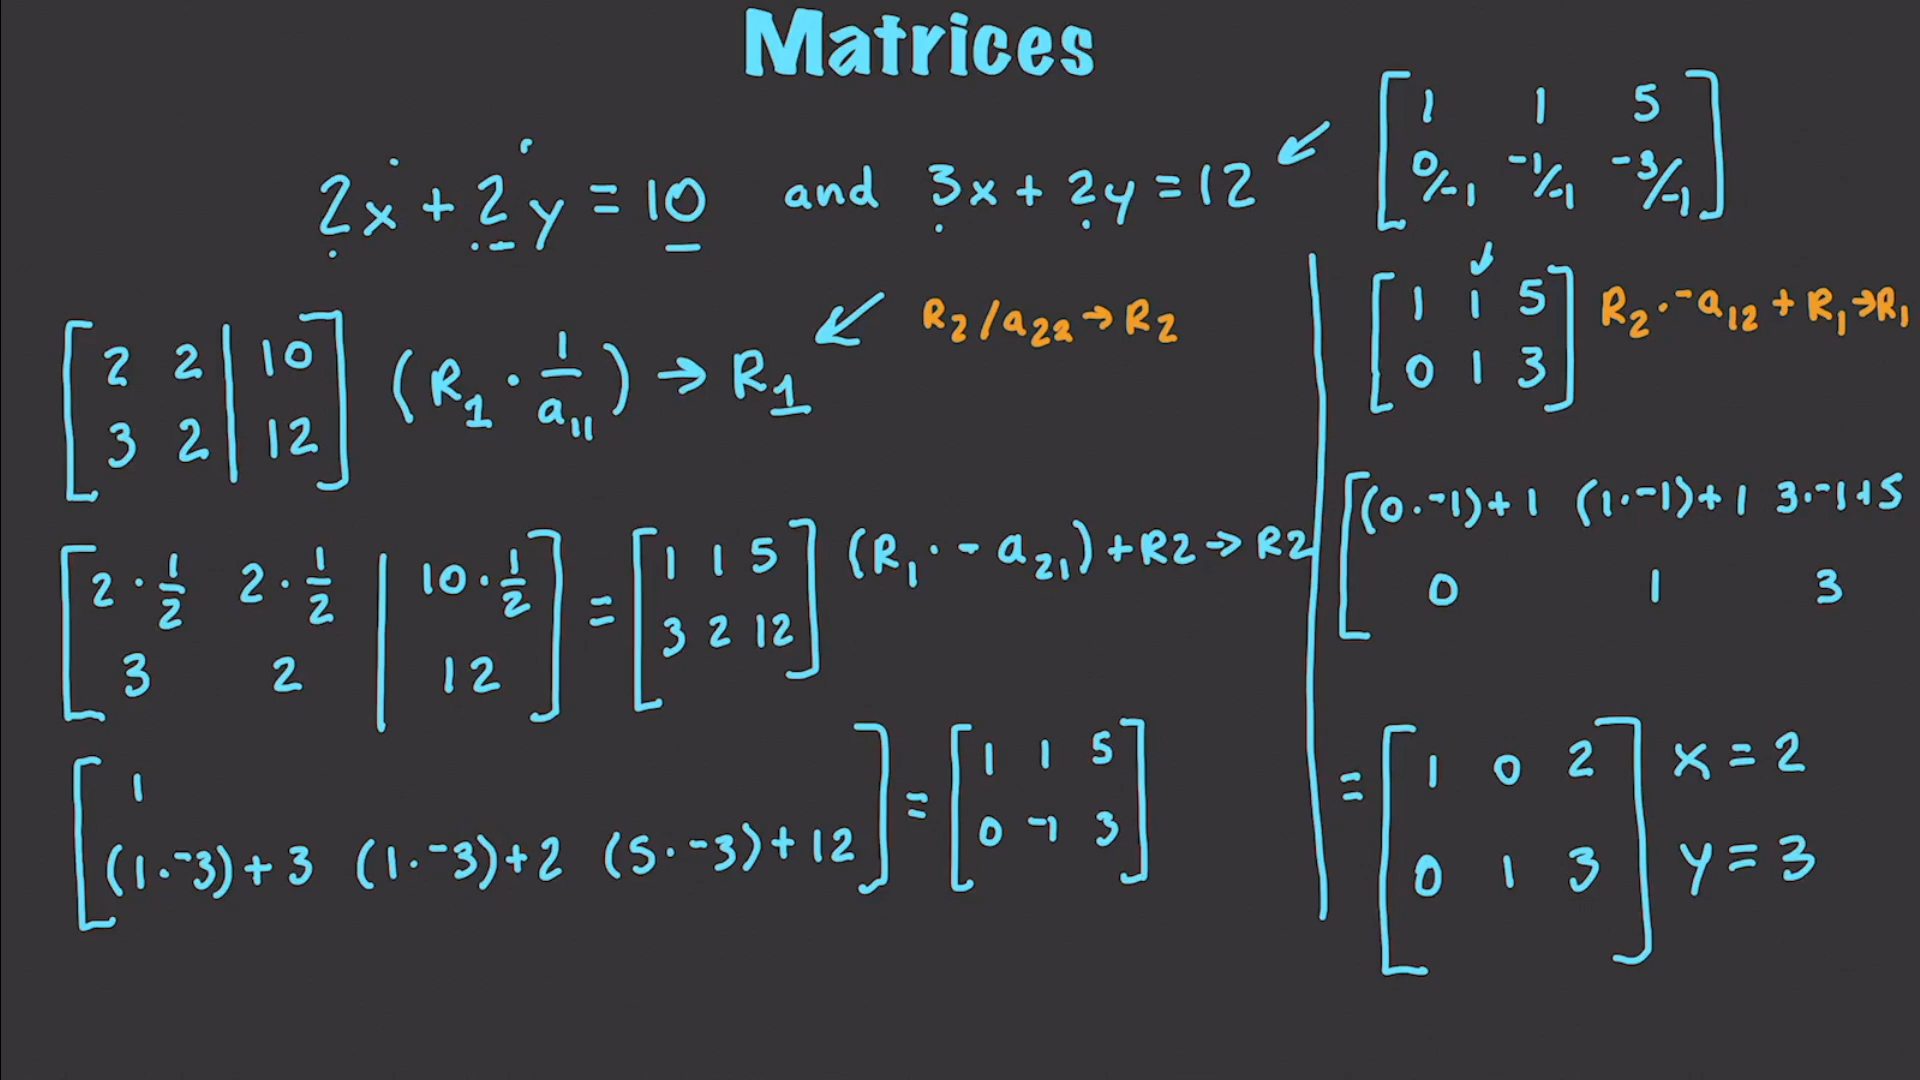 Matrices
2x + 2y = 10 and 3x + 2y = 12
[2 2 | 10
3 2 | 12] (R₁ · 1/a₁₁) → R₁
R₂/a₂₂ → R₂
[2 · 1/2 2 · 1/2 | 10 · 1/2
3 2 | 12] = [1 1 5
3 2 12] (R₁ · - a₂₁) + R2 → R2
[1
(1 · -3) + 3 (1 · -3) + 2 (5 · -3) + 12] = [1 1 5
0 -1 3]
[1 1 5
0/-1 -1/-1 -3/-1]
[1 1 5
0 1 3] R₂ · -a₁₂ + R₁ → R₁
[(0 · -1) + 1 (1 · -1) + 1 3 · -1 + 5
0 1 3
= [1 0 2
0 1 3] x = 2
y = 3